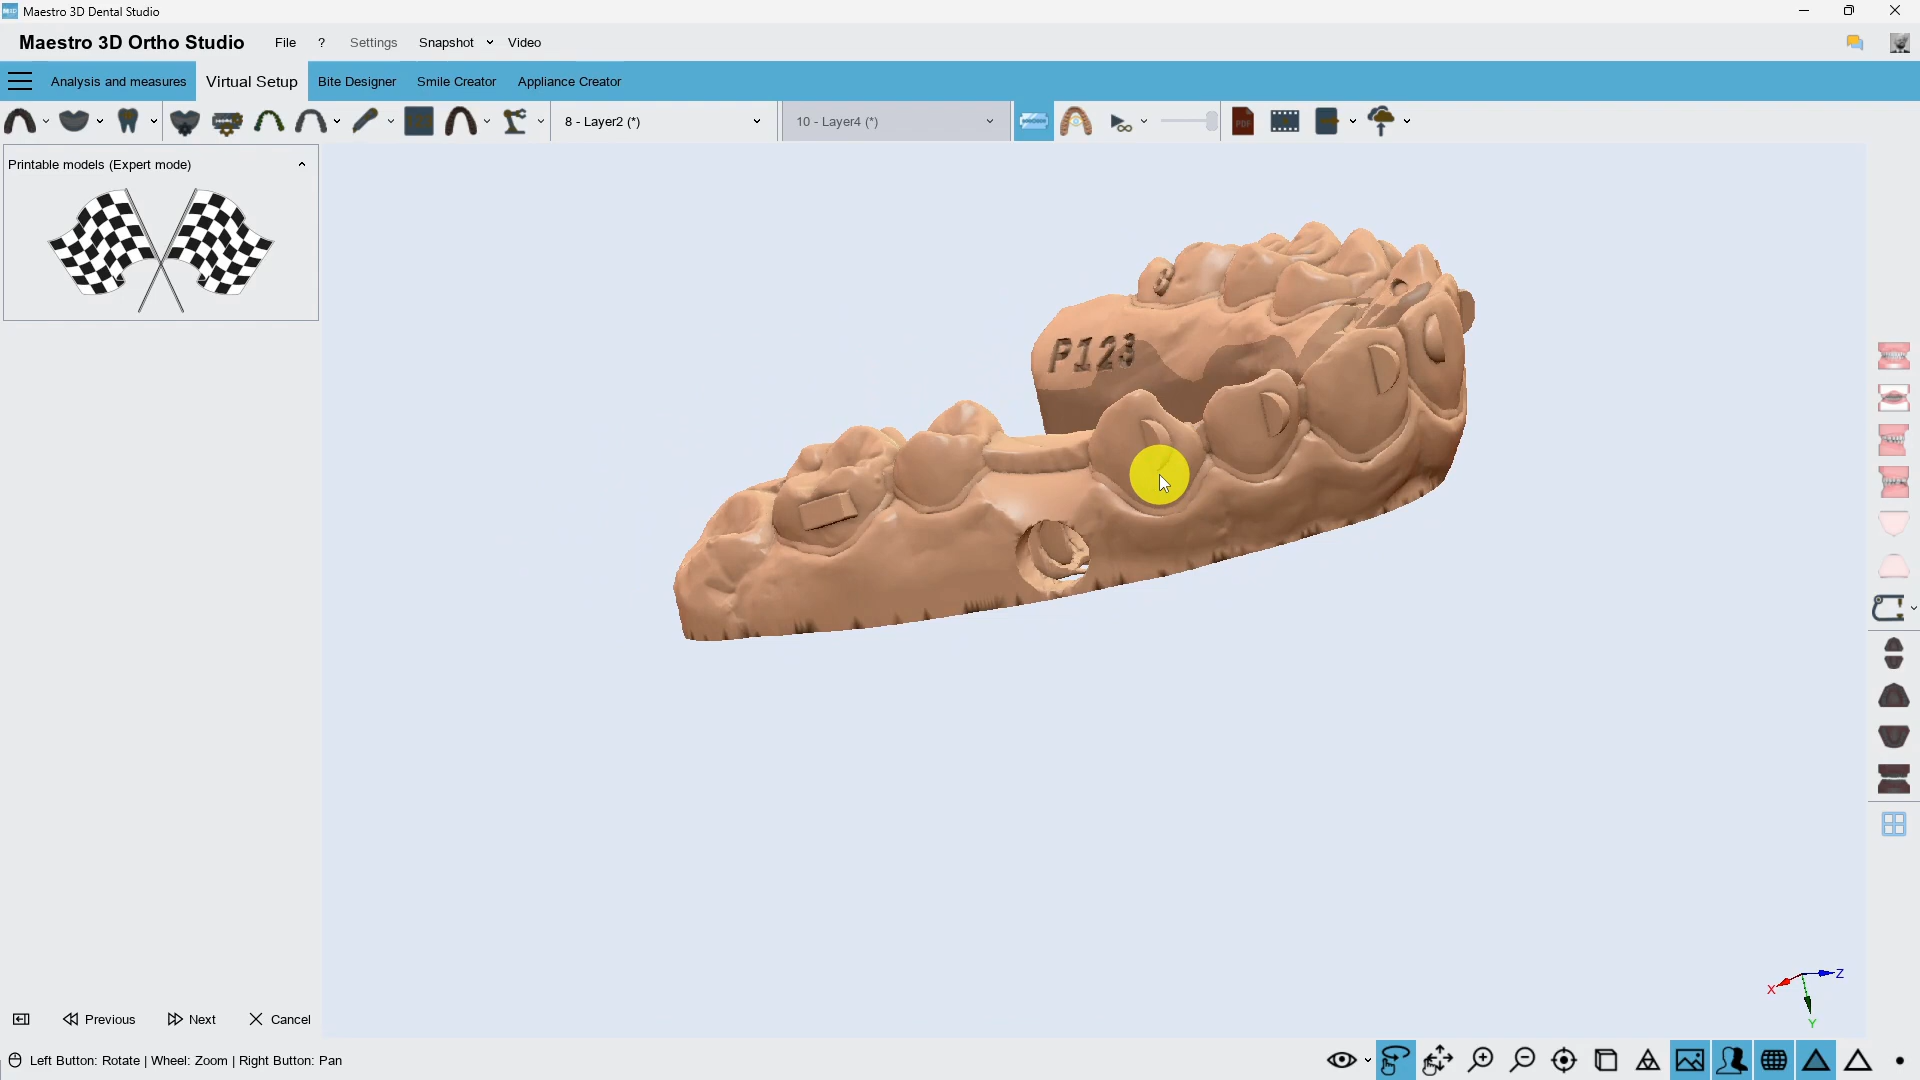 Maestro 3D Dental Studio
Maestro 3D Ortho Studio File ? Settings Snapshot Video
Analysis and measures Virtual Setup Bite Designer Smile Creator Appliance Creator
8 - Layer2 (*) 10 - Layer4 (*) PDF
Printable models (Expert mode)
P123
Z
X
Y
Previous Next Cancel
Left Button: Rotate | Wheel: Zoom | Right Button: Pan